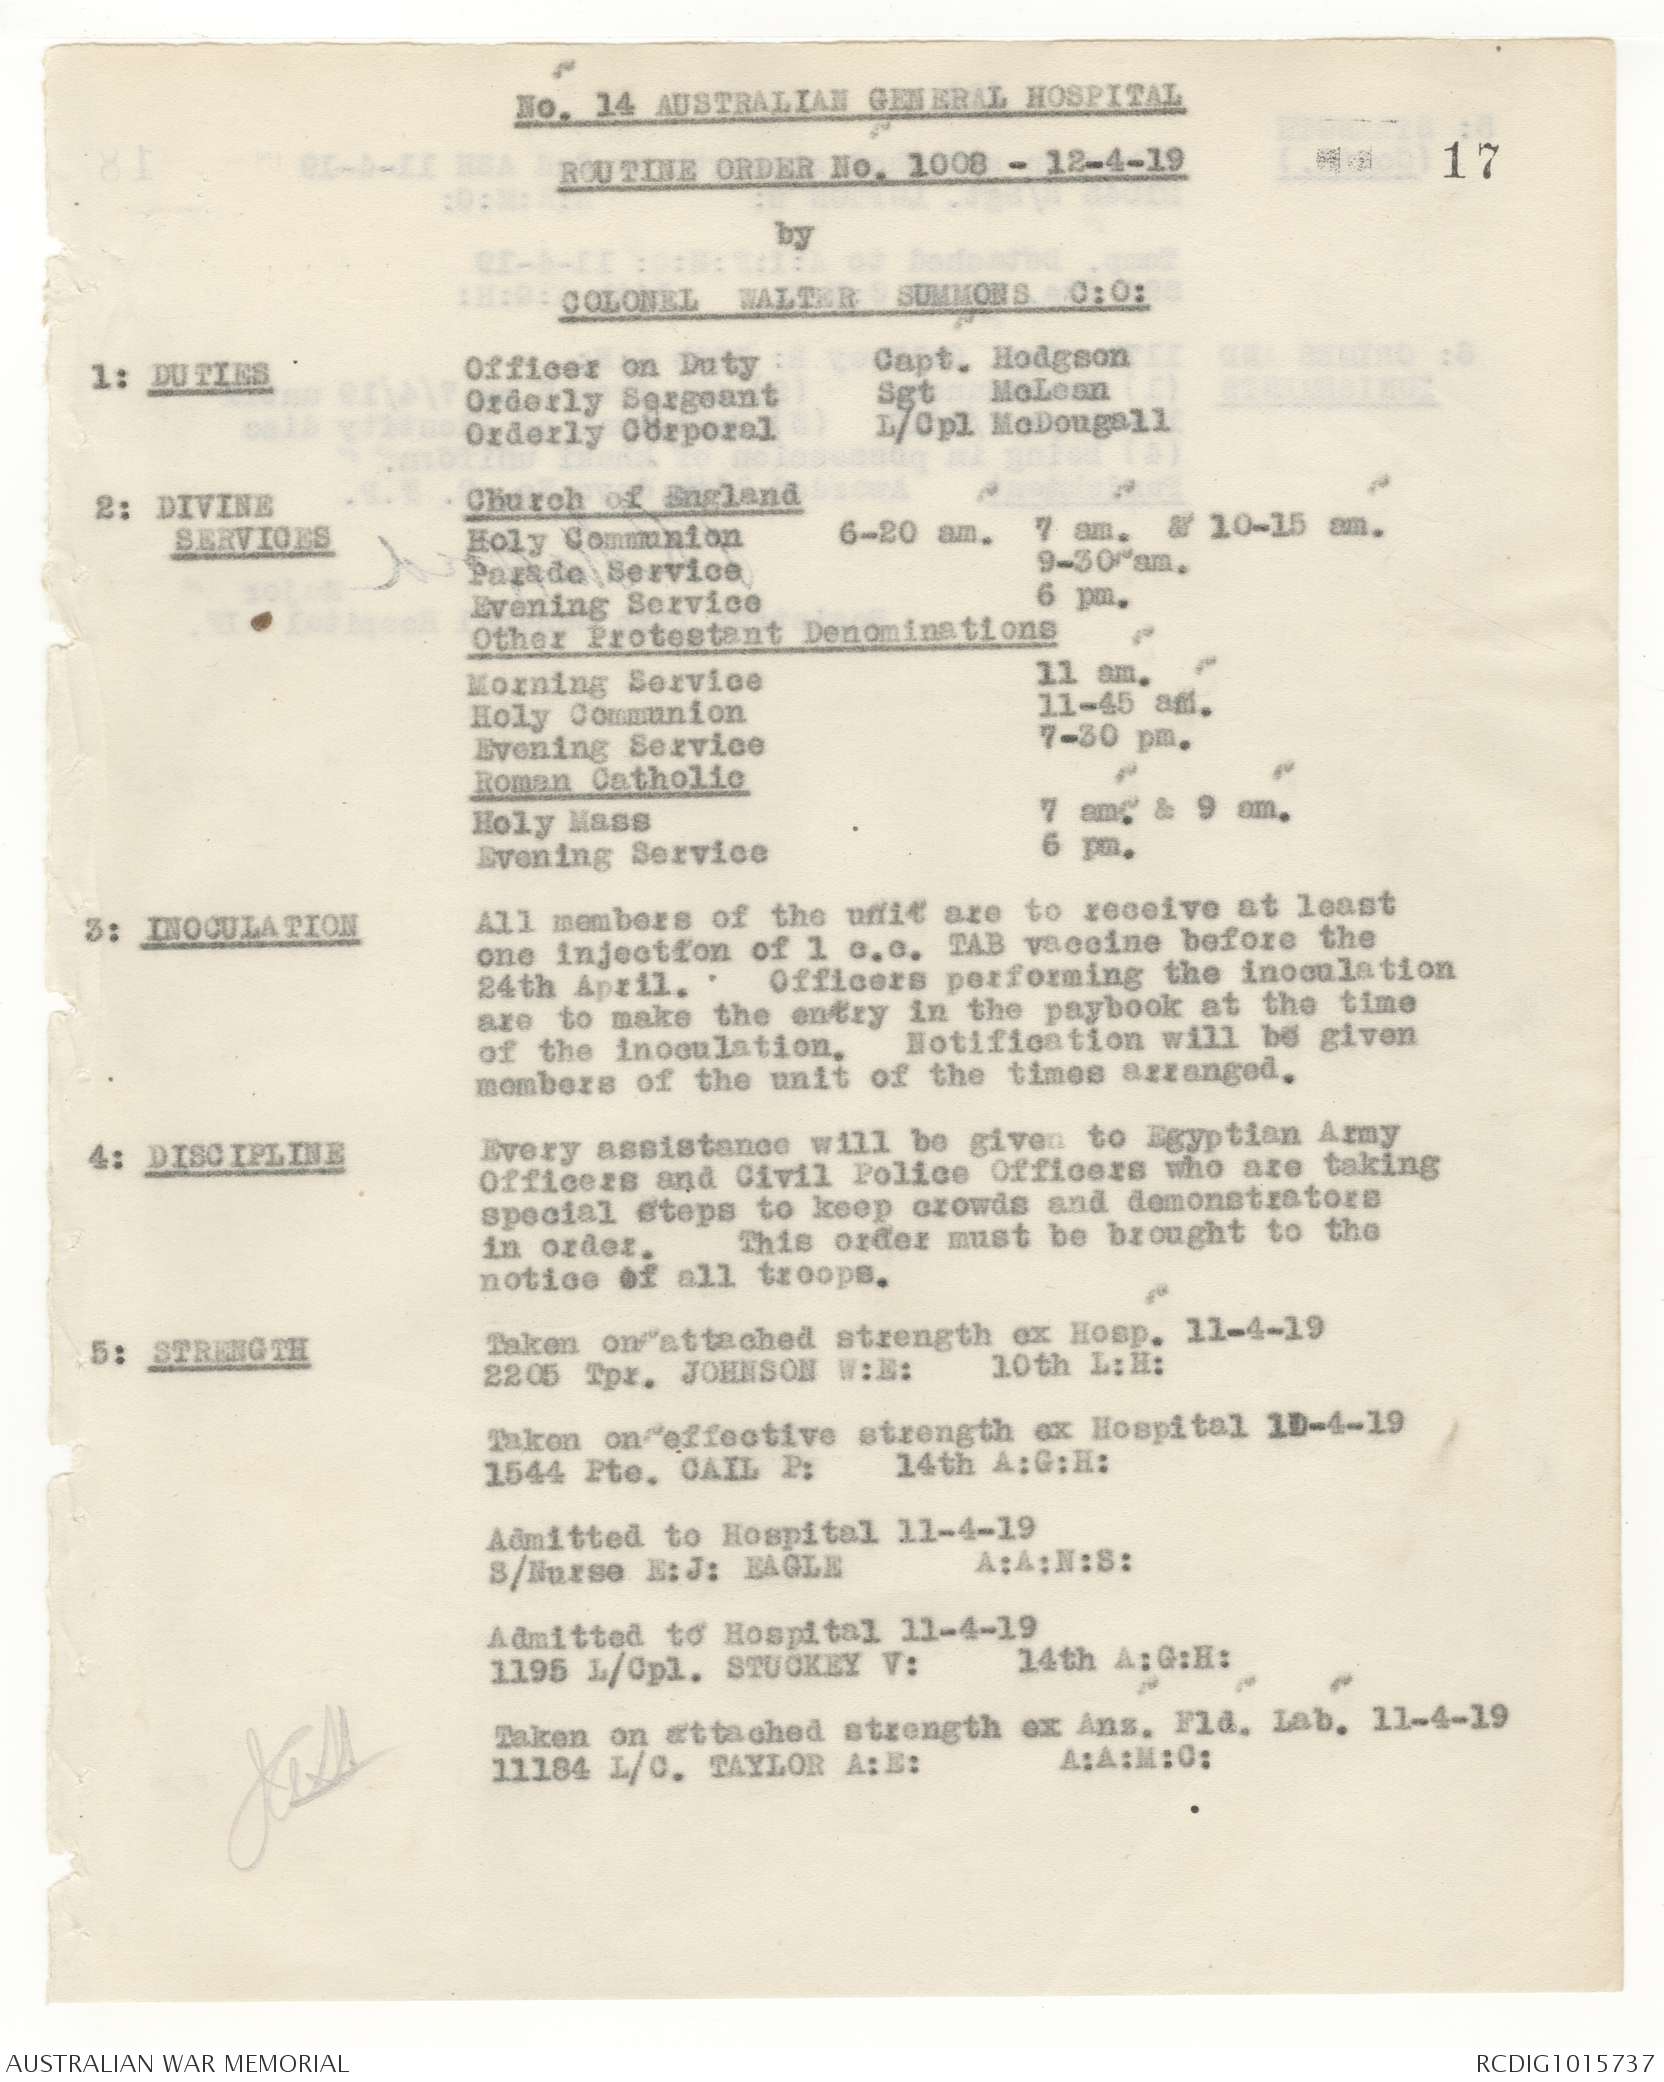 No. 14 AUSTRALIAN GENERAL HOSPITAL
ROUTINE ORDER No. 1008 - 12-4-19
17
by
COLONEL WALTER SUMMONS C:O:
1: DUTIES
Officer on Duty Capt. Hodgson
Orderly Sergeant Sgt McLean
Orderly Corporal L/Cpl McDougall
2: DIVINE SERVICES
Church of England
Holy Communion 6-20 am. 7 am. & 10-15 am.
Parade Service 9-30 am.
Evening Service 6 pm.
Other Protestant Denominations
Morning Service 11 am.
Holy Communion 11-45 am.
Evening Service 7-30 pm.
Roman Catholic
Holy Mass 7 am. & 9 am.
Evening Service 6 pm.
3: INOCULATION
All members of the unit are to receive at least
one injection of 1 c.c. TAB vaccine before the
24th April. Officers performing the inoculation
are to make the entry in the paybook at the time
of the inoculation. Notification will be given
members of the unit of the times arranged.
4: DISCIPLINE
Every assistance will be given to Egyptian Army
Officers and Civil Police Officers who are taking
special steps to keep crowds and demonstrators
in order. This order must be brought to the
notice of all troops.
5: STRENGTH
Taken on attached strength ex Hosp. 11-4-19
2205 Tpr. JOHNSON W:E: 10th L:H:
Taken on effective strength ex Hospital -4-19
1544 Pte. CAIL P: 14th A:G:H:
Admitted to Hospital 11-4-19
S/Nurse E:J: EAGLE A:A:N:S:
Admitted to Hospital 11-4-19
1195 L/Cpl. STUCKEY V: 14th A:G:H:
Taken on attached strength ex Anz. Fld. Lab. 11-4-19
11184 L/C. TAYLOR A:E: A:A:M:C:
AUSTRALIAN WAR MEMORIAL
RCDIG1015737